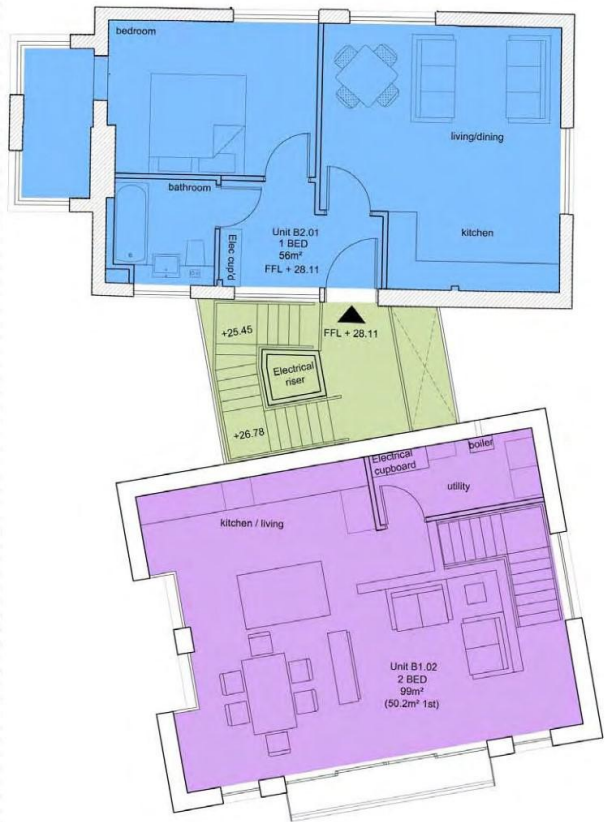 bedroom
living/dining
bathroom
kitchen
Elec cup'd
Unit B2.01
1 BED
56m²
FFL + 28.11
+25.45
FFL + 28.11
Electrical
riser
+26.78
Electrical
cupboard
boiler
utility
kitchen / living
Unit B1.02
2 BED
99m²
(50.2m² 1st)